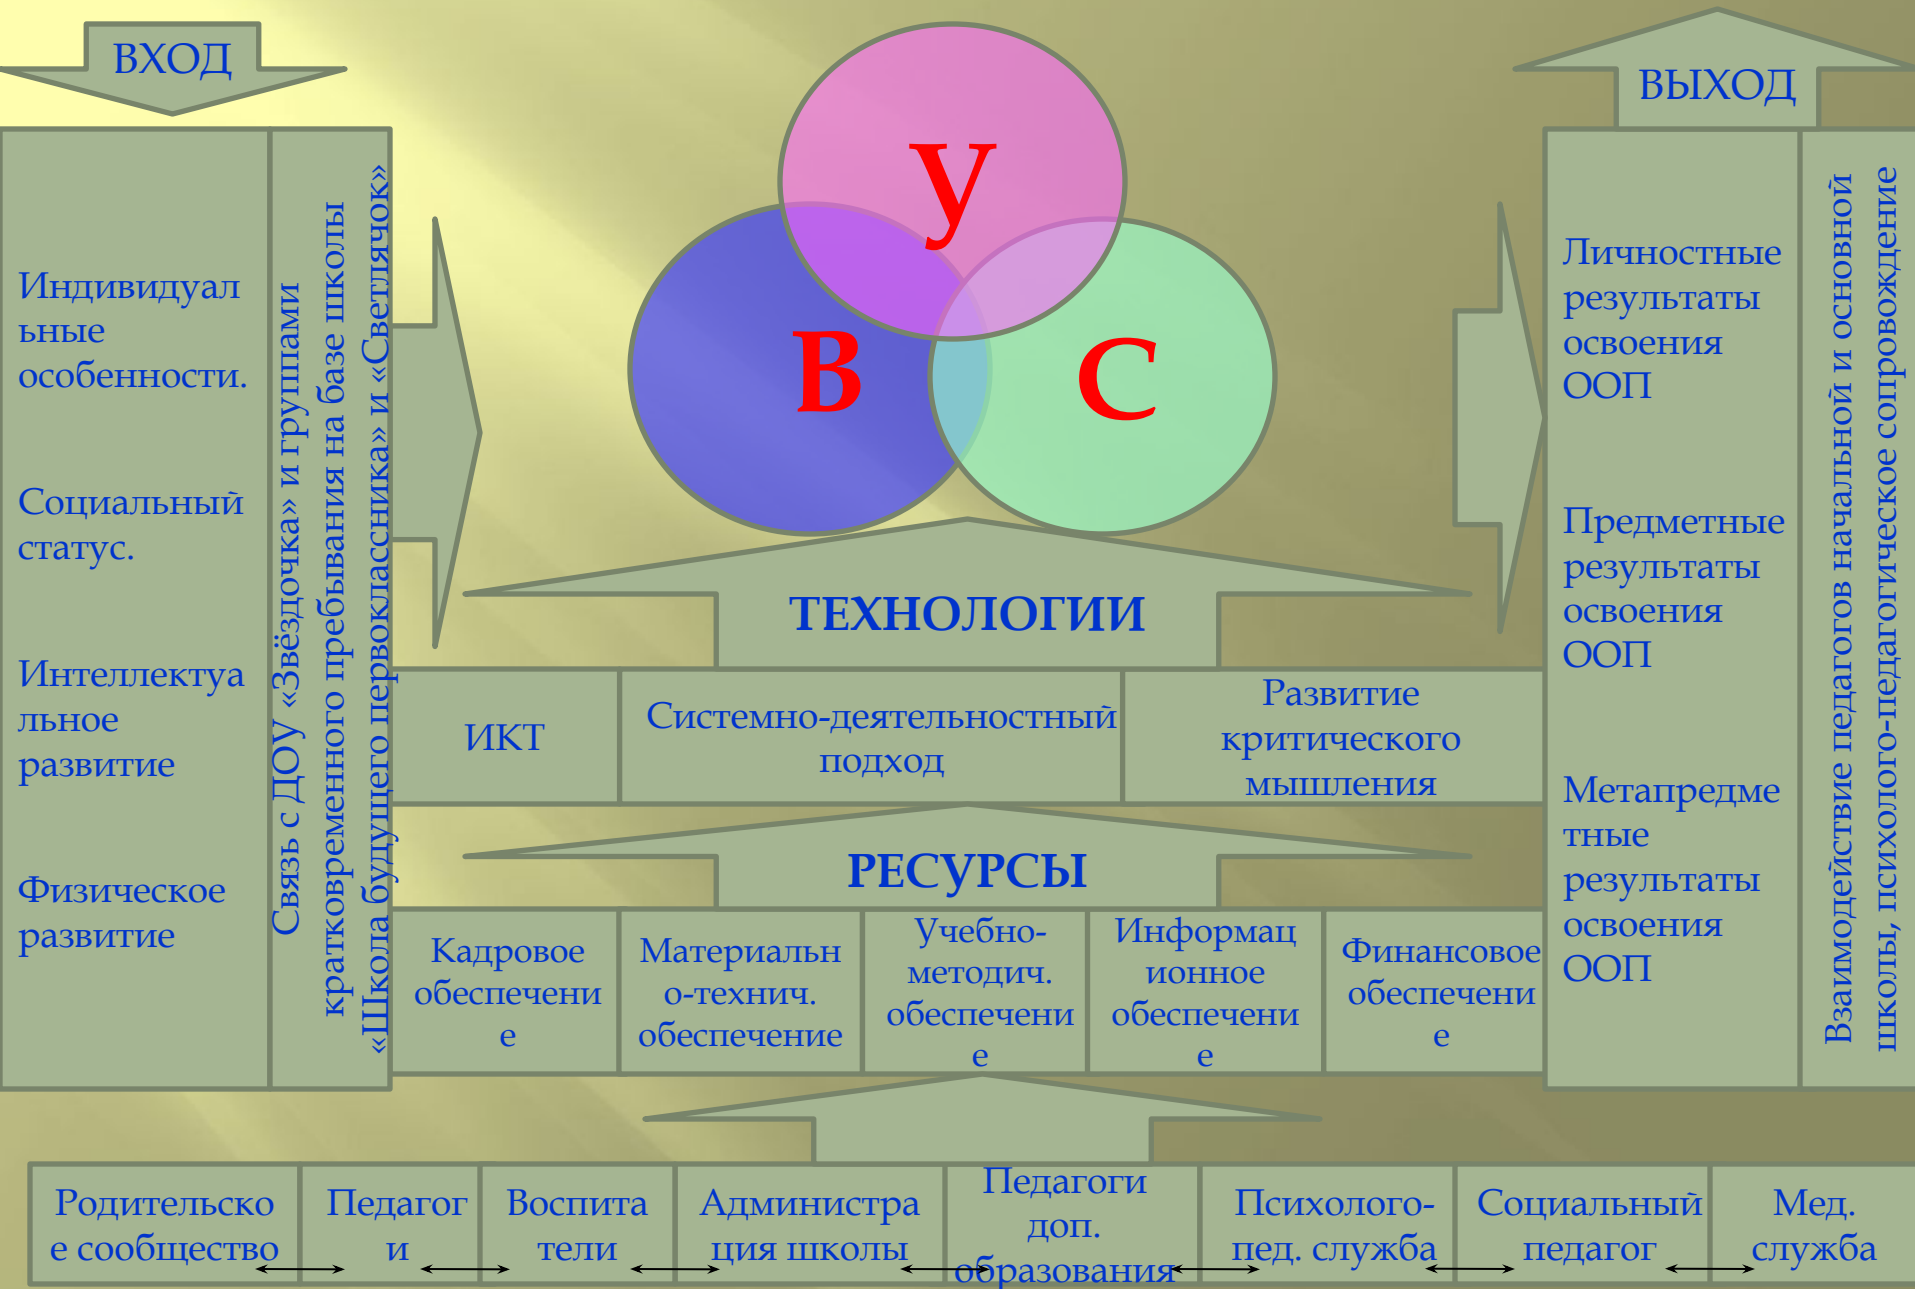 ВХОД
ВЫХОД
У
В
С
Индивидуал
ьные
особенности.
Социальный
статус.
Интеллектуа
льное
развитие
Физическое
развитие
Связь с ДОУ «Звёздочка» и группами
кратковременного пребывания на базе школы
«Школа будущего первоклассника» и «Светлячок»
ТЕХНОЛОГИИ
ИКТ
Системно-деятельностный
подход
Развитие
критического
мышления
РЕСУРСЫ
Кадровое
обеспечени
е
Материальн
о-технич.
обеспечение
Учебно-
методич.
обеспечени
е
Информац
ионное
обеспечени
е
Финансовое
обеспечени
е
Личностные
результаты
освоения
ООП
Предметные
результаты
освоения
ООП
Метапредме
тные
результаты
освоения
ООП
Взаимодействие педагогов начальной и основной
школы, психолого-педагогическое сопровождение
Родительско
е сообщество
Педагог
и
Воспита
тели
Администра
ция школы
Педагоги
доп.
образования
Психолого-
пед. служба
Социальный
педагог
Мед.
служба